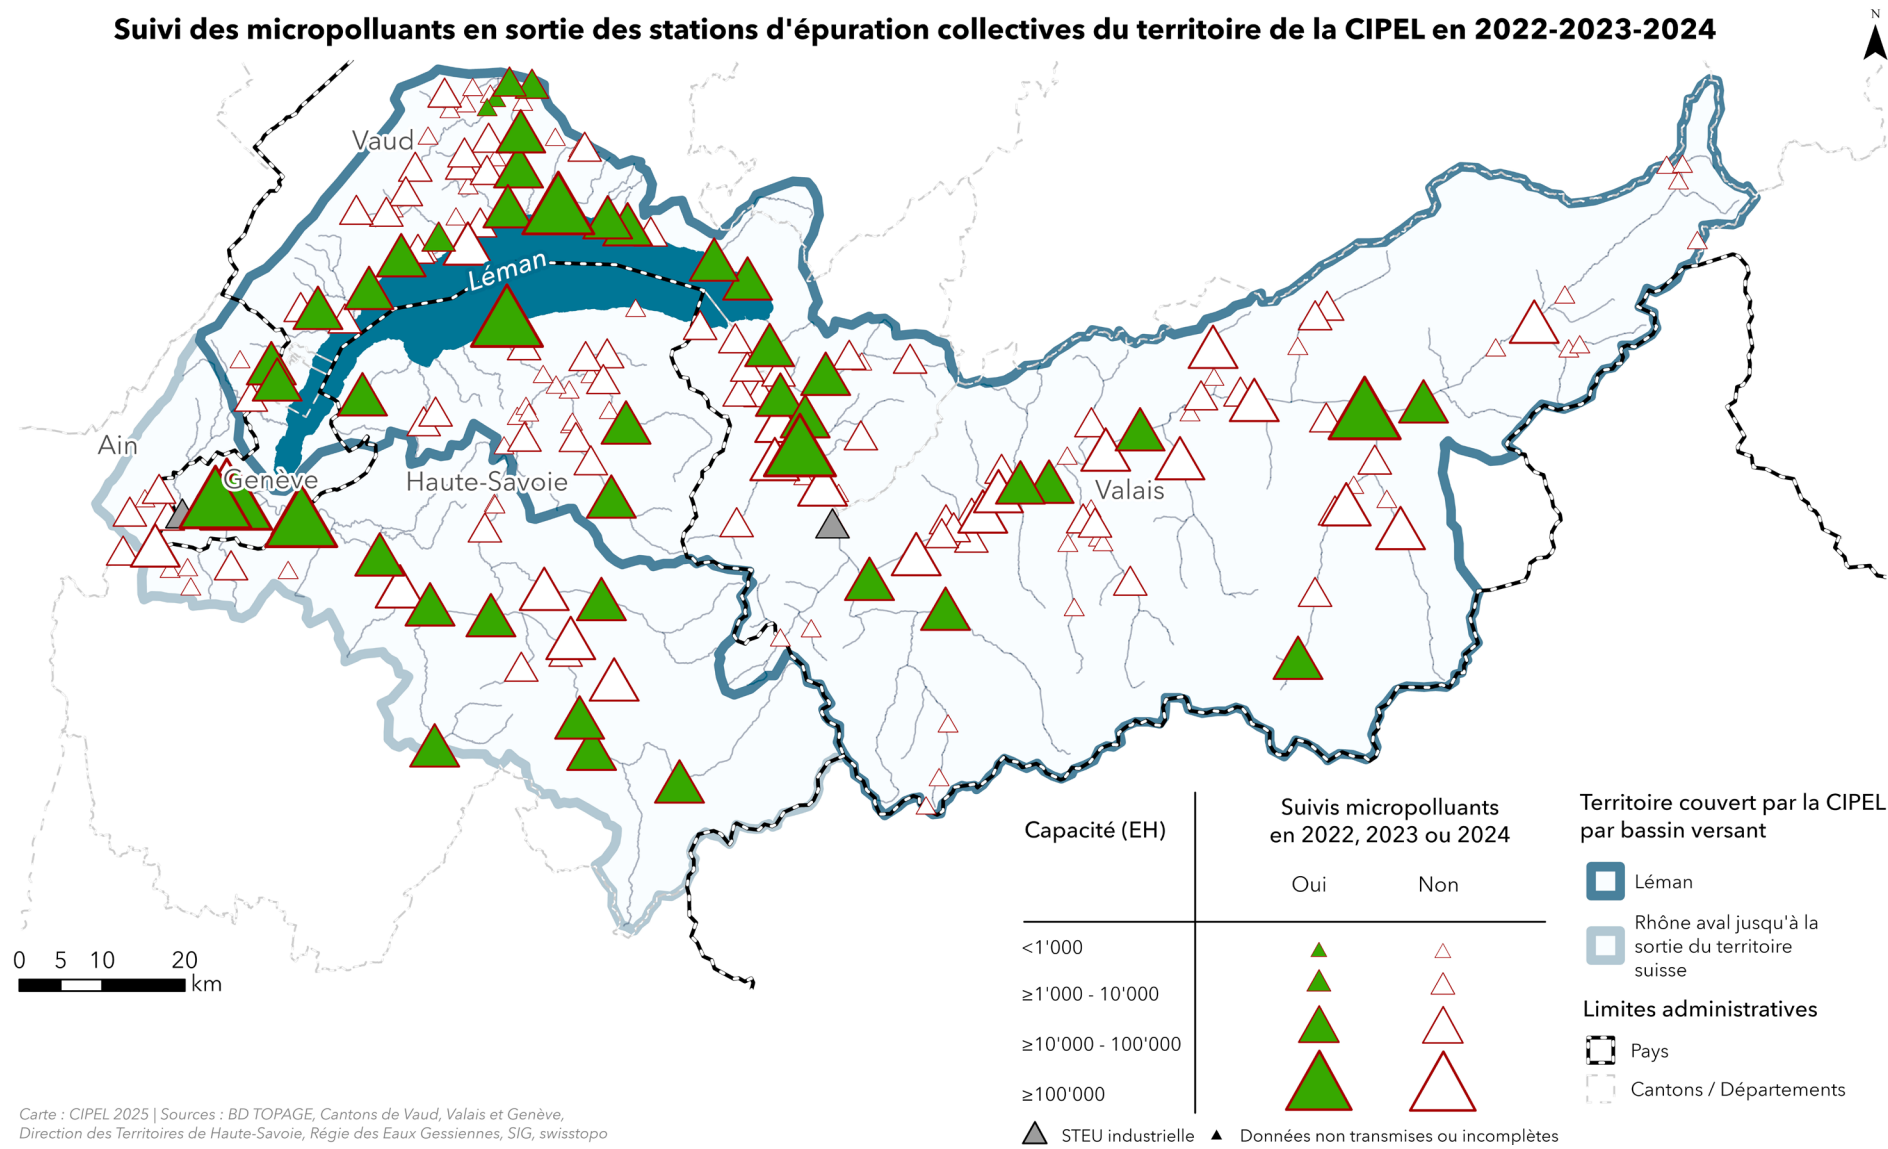 Suivi des micropolluants en sortie des stations d'épuration collectives du territoire de la CIPEL en 2022-2023-2024
N
Vaud
Léman
Ain
Genève
Haute-Savoie
Valais
0 5 10 20
km
Capacité (EH)
Suivis micropolluants
en 2022, 2023 ou 2024
Oui Non
<1'000
≥1'000 - 10'000
≥10'000 - 100'000
≥100'000
STEU industrielle
Données non transmises ou incomplètes
Territoire couvert par la CIPEL
par bassin versant
Léman
Rhône aval jusqu'à la
sortie du territoire
suisse
Limites administratives
Pays
Cantons / Départements
Carte : CIPEL 2025 | Sources : BD TOPAGE, Cantons de Vaud, Valais et Genève,
Direction des Territoires de Haute-Savoie, Régie des Eaux Gessiennes, SIG, swisstopo